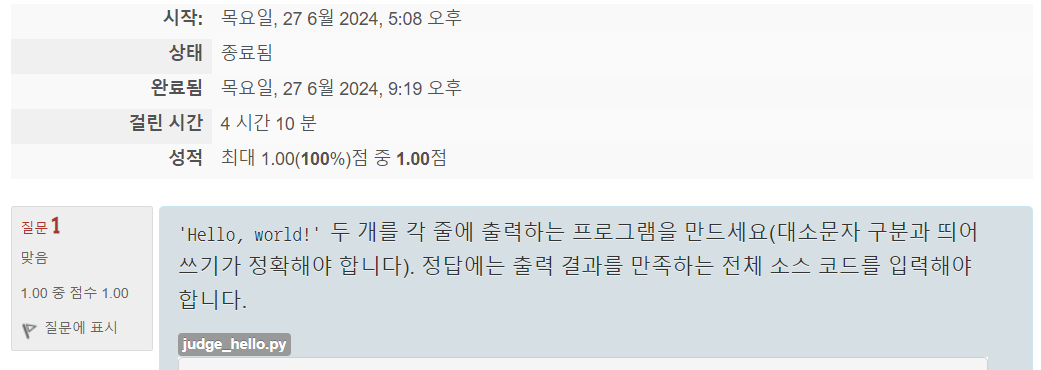 시작: 목요일, 27 6월 2024, 5:08 오후
상태 종료됨
완료됨 목요일, 27 6월 2024, 9:19 오후
걸린 시간 4 시간 10 분
성적 최대 1.00(100%)점 중 1.00점
질문 1
맞음
1.00 중 점수 1.00
질문에 표시
'Hello, world!' 두 개를 각 줄에 출력하는 프로그램을 만드세요(대소문자 구분과 띄어
쓰기가 정확해야 합니다). 정답에는 출력 결과를 만족하는 전체 소스 코드를 입력해야
합니다.
judge_hello.py